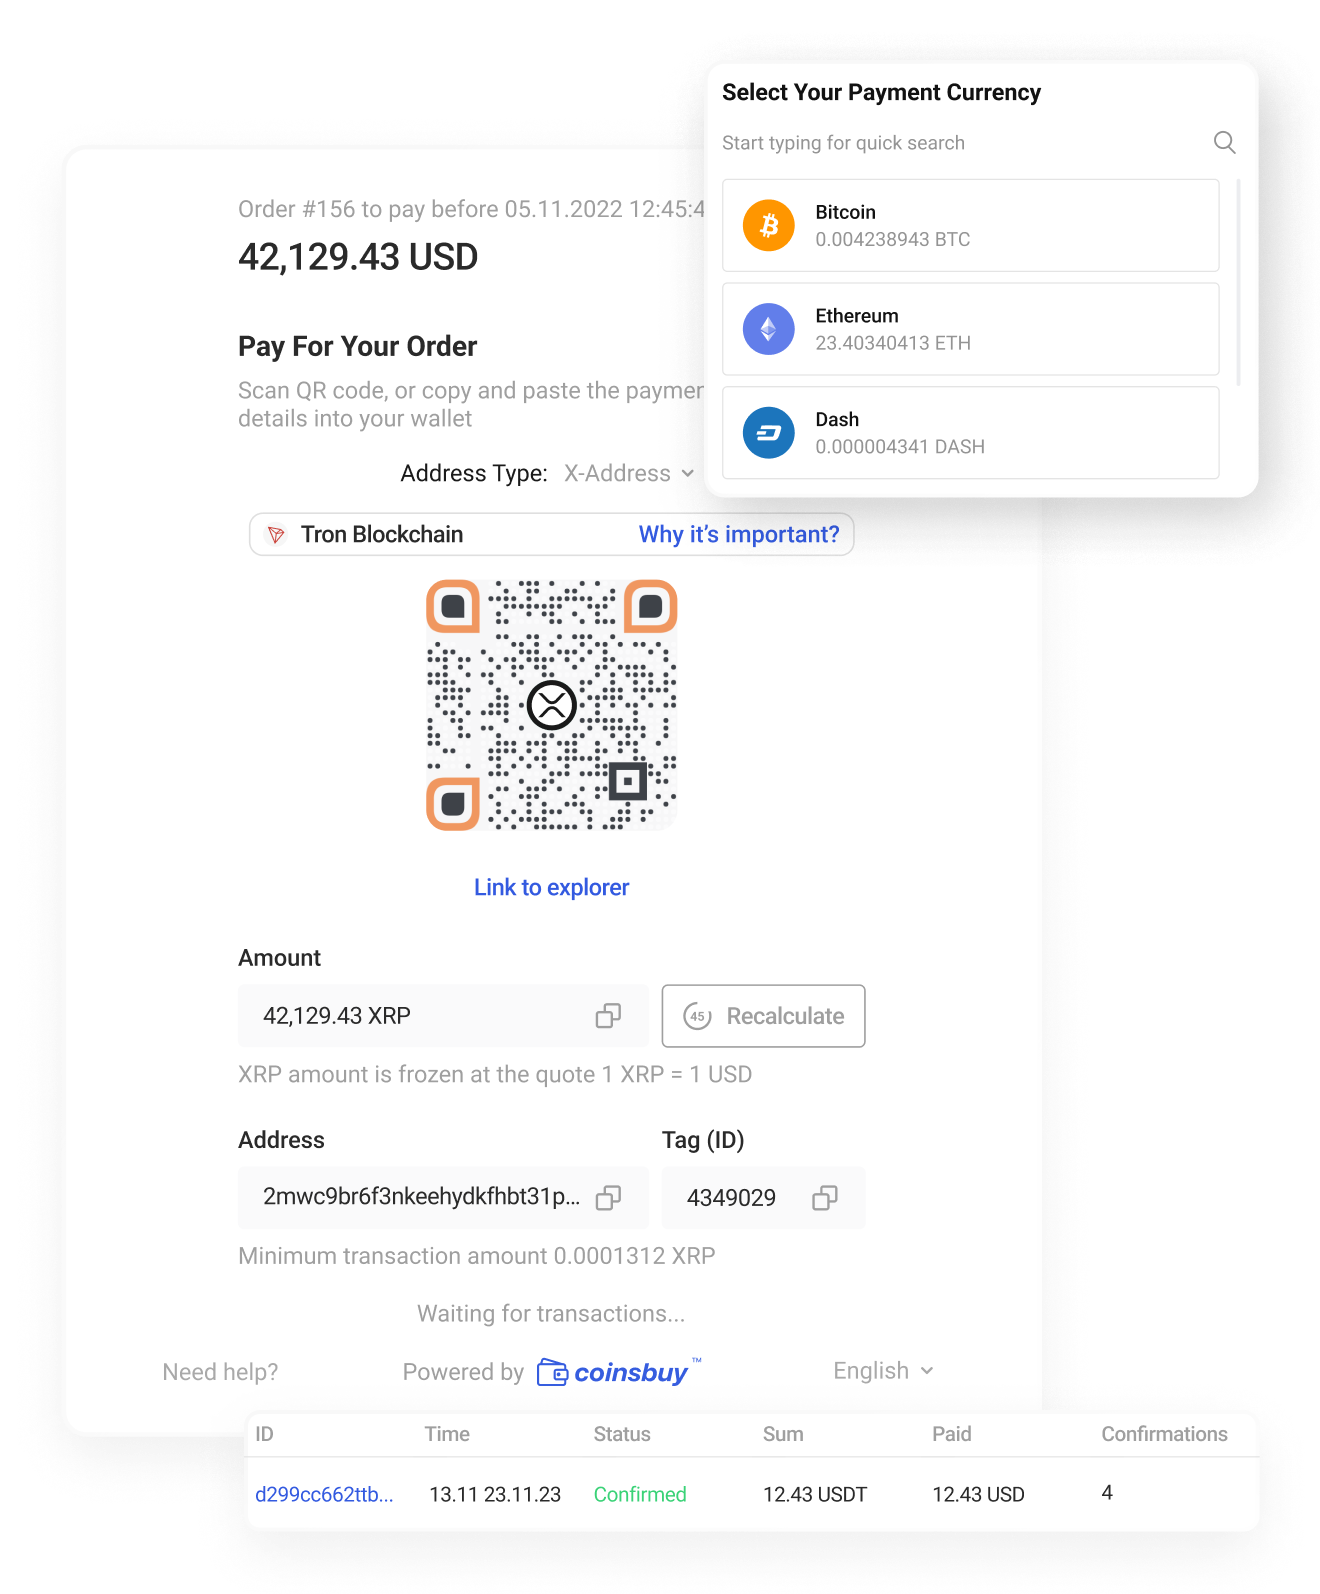 Select Your Payment Currency
Start typing for quick search
Bitcoin
0.004238943 BTC
Ethereum
23.40340413 ETH
Dash
0.000004341 DASH
Order #156 to pay before 05.11.2022 12:45:4
42,129.43 USD
Pay For Your Order
Scan QR code, or copy and paste the paymen
details into your wallet
Address Type: X-Address
Tron Blockchain Why it’s important?
Link to explorer
Amount
42,129.43 XRP
45 Recalculate
XRP amount is frozen at the quote 1 XRP = 1 USD
Address Tag (ID)
2mwc9br6f3nkeehydkfhbt31p... 4349029
Minimum transaction amount 0.0001312 XRP
Waiting for transactions...
Need help? Powered by coinsbuy™ English
ID Time Status Sum Paid Confirmations
d299cc662ttb... 13.11 23.11.23 Confirmed 12.43 USDT 12.43 USD 4